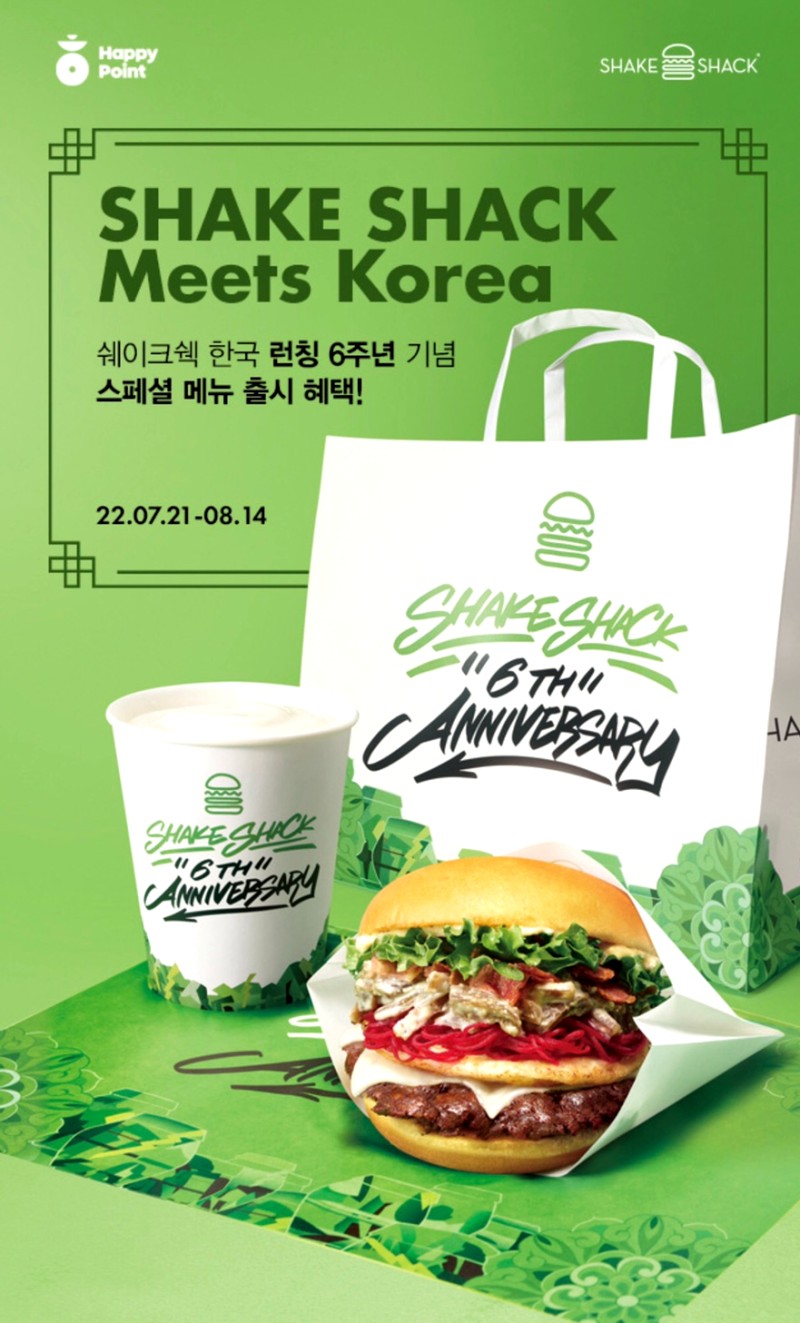 Happy
Point
SHAKE SHACK
SHAKE SHACK
Meets Korea
쉐이크쉑 한국 런칭 6주년 기념
스페셜 메뉴 출시 혜택!
22.07.21-08.14
SHAKE SHACK
"6TH"
ANNIVERSARY
HA
SHAKE SHACK
"6TH"
ANNIVERSARY